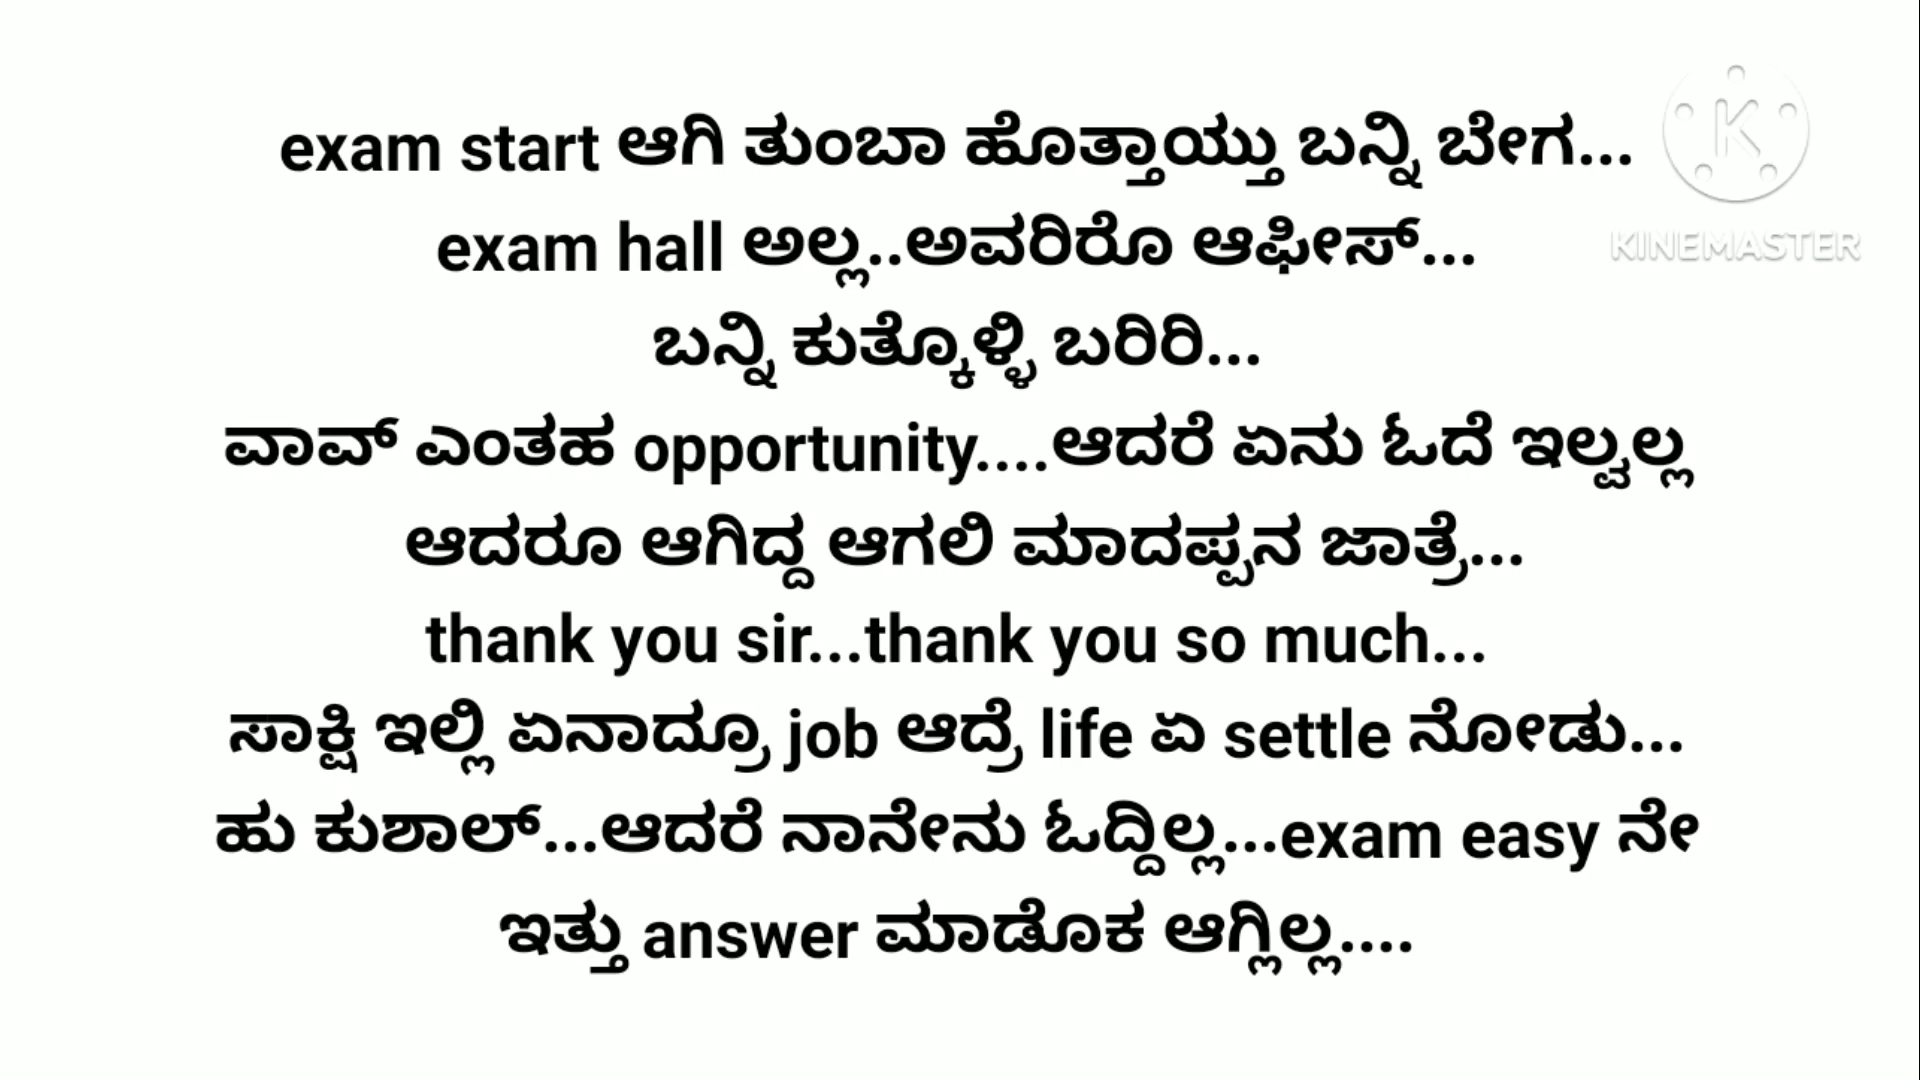 exam start ಆಗಿ ತುಂಬಾ ಹೊತ್ತಾಯ್ತು ಬನ್ನಿ ಬೇಗ...
exam hall ಅಲ್ಲ..ಅವರಿರೊ ಆಫೀಸ್...
ಬನ್ನಿ ಕುತ್ಕೊಳ್ಳಿ ಬರಿರಿ...
ವಾವ್ ಎಂತಹ opportunity....ಆದರೆ ಏನು ಓದೆ ಇಲ್ವಲ್ಲ
ಆದರೂ ಆಗಿದ್ದ ಆಗಲಿ ಮಾದಪ್ಪನ ಜಾತ್ರೆ...
thank you sir...thank you so much...
ಸಾಕ್ಷಿ ಇಲ್ಲಿ ಏನಾದ್ರೂ job ಆದ್ರೆ life ಏ settle ನೋಡು...
ಹು ಕುಶಾಲ್...ಆದರೆ ನಾನೇನು ಓದ್ದಿಲ್ಲ...exam easy ನೇ
ಇತ್ತು answer ಮಾಡೊಕ ಆಗ್ಲಿಲ್ಲ....
K
KINEMASTER